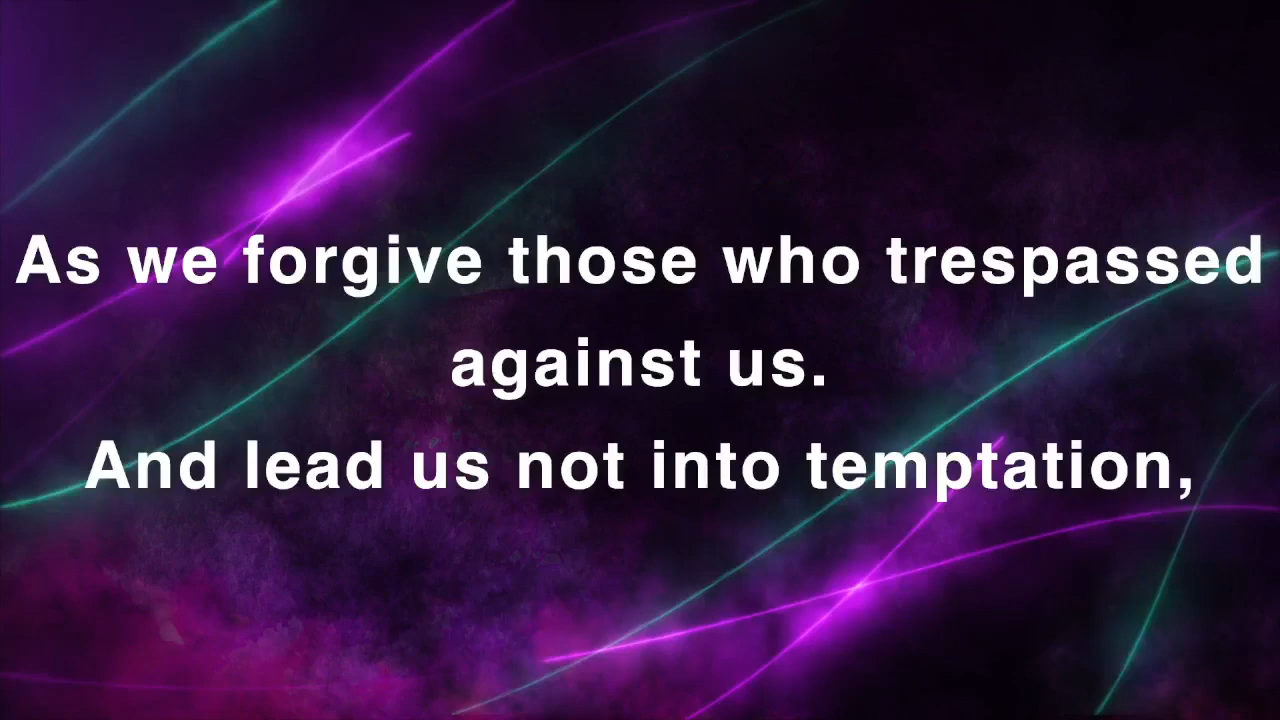 As we forgive those who trespassed
against us.
And lead us not into temptation,